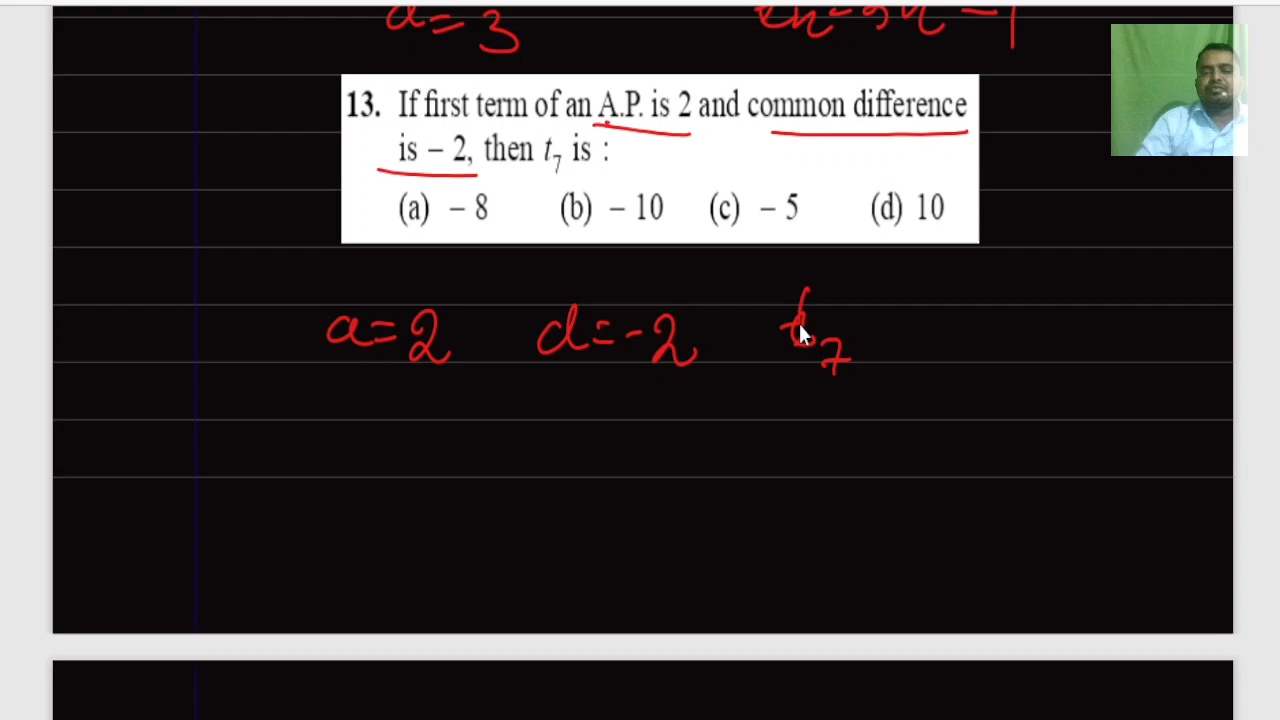 13. If first term of an A.P. is 2 and common difference
is – 2, then t₇ is :
(a) – 8 (b) – 10 (c) – 5 (d) 10
a=2 d=-2 t₇